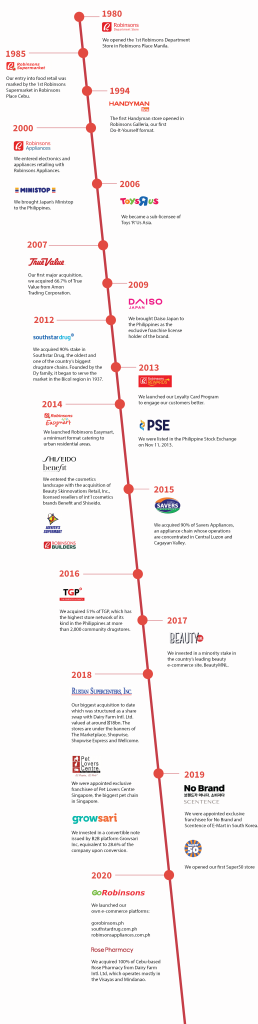 1980
Robinsons
Department Store
We opened the 1st Robinsons Department
Store in Robinsons Place Manila.
1985
Robinsons
Supermarket
Our entry into food retail was
marked by the 1st Robinsons
Supermarket in Robinsons
Place Cebu.
1994
HANDYMAN
The first Handyman store opened in
Robinsons Galleria, our first
Do-It-Yourself format.
2000
Robinsons
Appliances
We entered electronics and
appliances retailing with
Robinsons Appliances.
MINISTOP
We brought Japan's Ministop
to the Philippines.
2006
ToysRus
We became a sub-licensee of
Toys 'R' Us Asia.
2007
TrueValue
Our first major acquisition,
we acquired 66.7% of True
Value from Amon
Trading Corporation.
2009
DAISO
JAPAN
We brought Daiso Japan to
the Philippines as the
exclusive franchise license
holder of the brand.
2012
southstardrug
We acquired 90% stake in
Southstar Drug, the oldest and
one of the country's biggest
drugstore chains. Founded by the
Dy family, it began to serve the
market in the Bicol region in 1937.
2013
Robinsons
REWARDS
We launched our Loyalty Card Program
to engage our customers better.
2014
Robinsons
Easymart
We launched Robinsons Easymart,
a minimart format catering to
urban residential areas.
PSE
We were listed in the Philippine Stock Exchange
on Nov 11, 2013.
SHISEIDO
benefit
We entered the cosmetics
landscape with the acquisition of
Beauty Skinnovations Retail, Inc.,
licensed resellers of int'l cosmetics
brands Benefit and Shiseido.
ROBINSONS
BUILDERS
2015
SAVERS
We acquired 90% of Savers Appliances,
an appliance chain whose operations
are concentrated in Central Luzon and
Cagayan Valley.
2016
TGP
We acquired 51% of TGP, which has
the highest store network of its
kind in the Philippines at more
than 2,000 community drugstores.
2017
BEAUTY
We invested in a minority stake in
the country's leading beauty
e-commerce site, BeautyMNL.
2018
RUSTAN SUPERCENTERS, INC.
Our biggest acquisition to date
which was structured as a share
swap with Dairy Farm Intl. Ltd.
valued at around ₱18bn. The
stores are under the banners of
The Marketplace, Shopwise,
Shopwise Express and Wellcome.
Pet
Lovers
Centre
We were appointed exclusive
franchisee of Pet Lovers Centre
Singapore, the biggest pet chain
in Singapore.
growsari
We invested in a convertible note
issued by B2B platform Growsari
Inc. equivalent to 28.6% of the
company upon conversion.
2019
No Brand
SCENTENCE
We were appointed exclusive
franchisee for No Brand and
Scentence of E-Mart in South Korea.
50
We opened our first Super50 store
2020
GoRobinsons
We launched our
own e-commerce platforms:
gorobinsons.ph
southstardrug.com.ph
robinsonsappliances.com.ph
Rose Pharmacy
We acquired 100% of Cebu-based
Rose Pharmacy from Dairy Farm
Intl. Ltd. which operates mostly in
the Visayas and Mindanao.